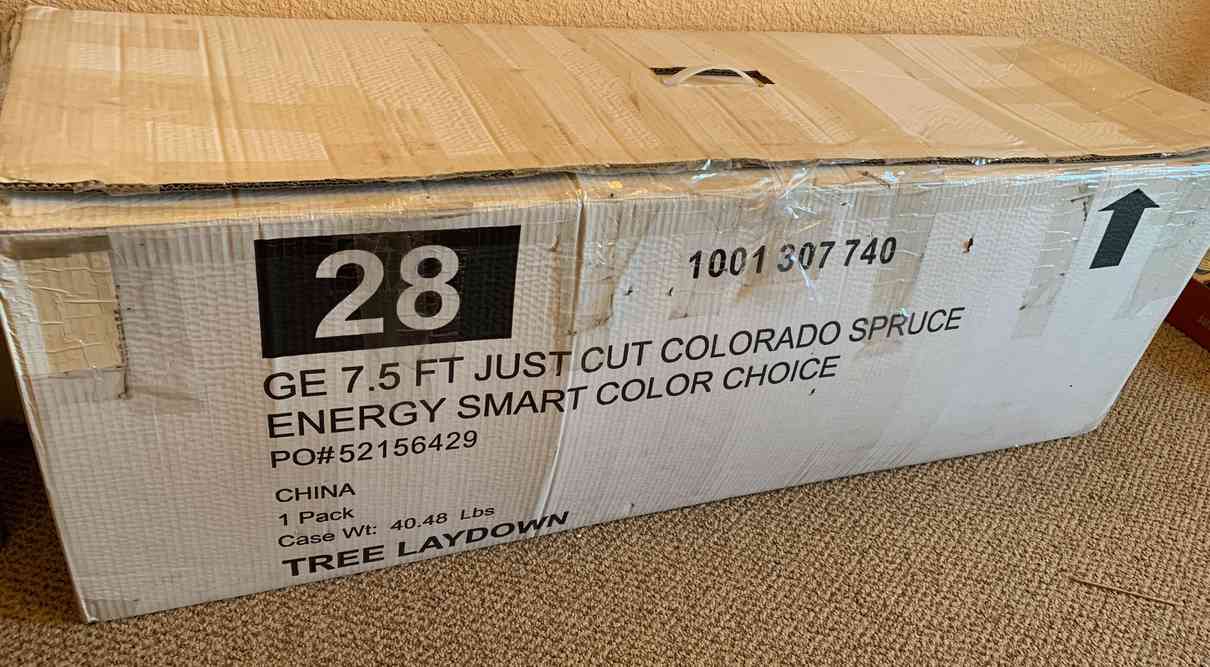 28
1001 307 740
GE 7.5 FT JUST CUT COLORADO SPRUCE
ENERGY SMART COLOR CHOICE
PO#52156429
CHINA
1 Pack
Case Wt: 40.48 Lbs
TREE LAYDOWN